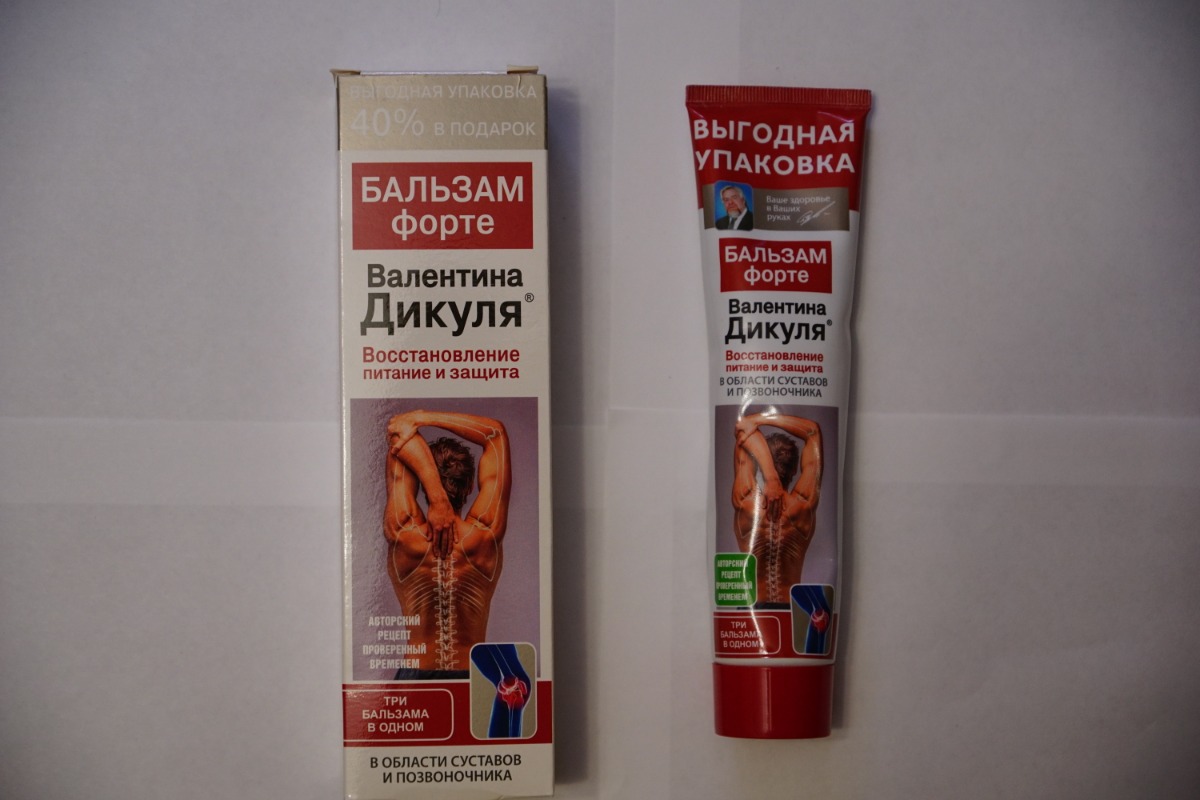 ВЫГОДНАЯ УПАКОВКА
40% В ПОДАРОК
БАЛЬЗАМ
форте
Валентина
Дикуля®
Восстановление
питание и защита
АВТОРСКИЙ
РЕЦЕПТ
ПРОВЕРЕННЫЙ
ВРЕМЕНЕМ
ТРИ
БАЛЬЗАМА
В ОДНОМ
В ОБЛАСТИ СУСТАВОВ
И ПОЗВОНОЧНИКА
ВЫГОДНАЯ
УПАКОВКА
Ваше здоровье
в Ваших
руках
БАЛЬЗАМ
форте
Валентина
Дикуля®
Восстановление
питание и защита
В ОБЛАСТИ СУСТАВОВ
И ПОЗВОНОЧНИКА
АВТОРСКИЙ
РЕЦЕПТ
ПРОВЕРЕННЫЙ
ВРЕМЕНЕМ
ТРИ
БАЛЬЗАМА
В ОДНОМ